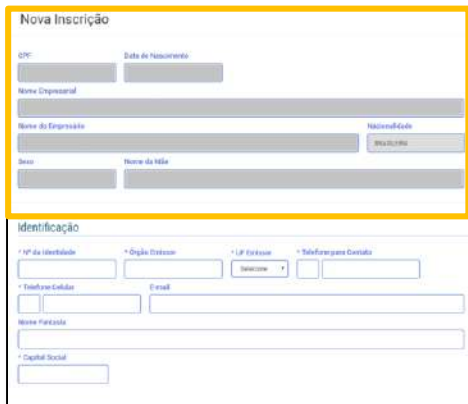 Nova Inscrição
CPF Data de Nascimento
Nome Empresarial
Nome do Empresário Nacionalidade
BRASILEIRA
Sexo Nome da Mãe
Identificação
* Nº da Identidade * Órgão Emissor * UF Emissor * Telefone para Contato
Selecione
* Telefone Celular E-mail
Nome Fantasia
* Capital Social